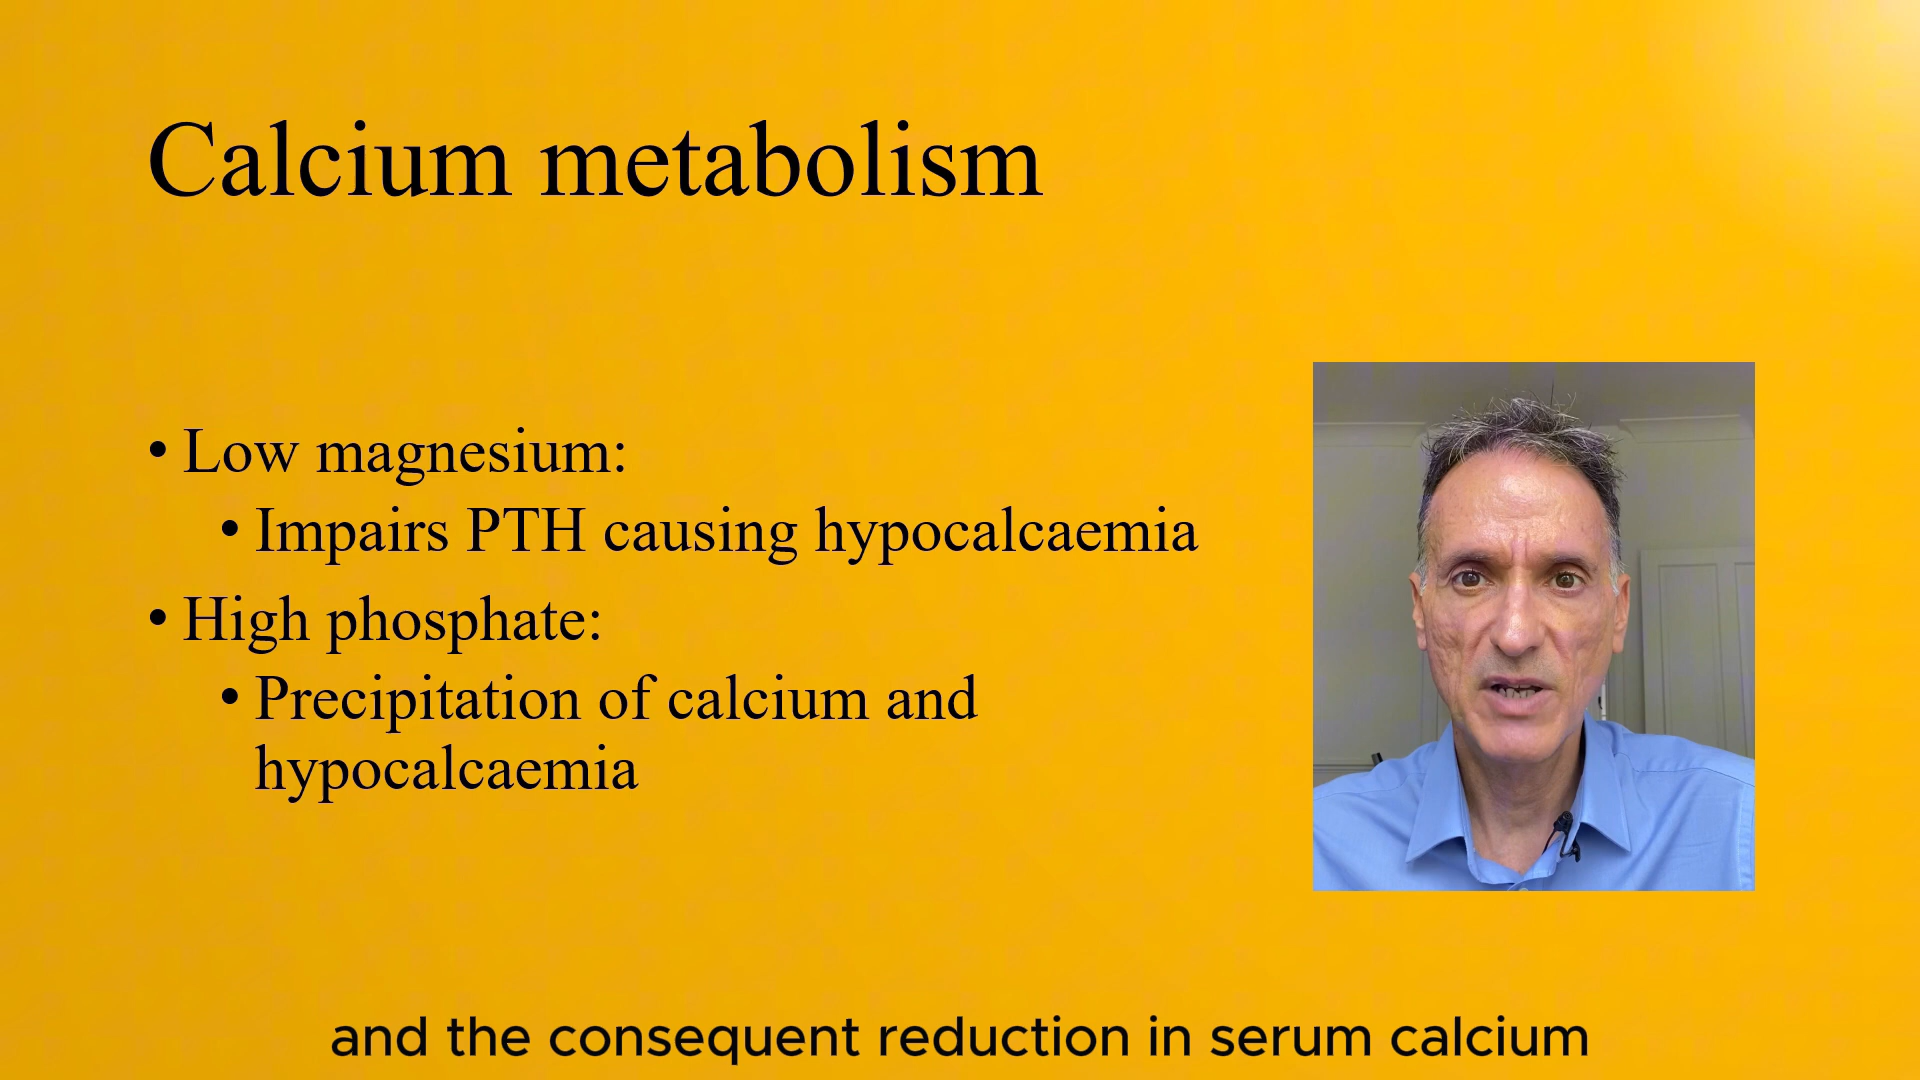 Calcium metabolism
• Low magnesium:
• Impairs PTH causing hypocalcaemia
• High phosphate:
• Precipitation of calcium and
hypocalcaemia
and the consequent reduction in serum calcium